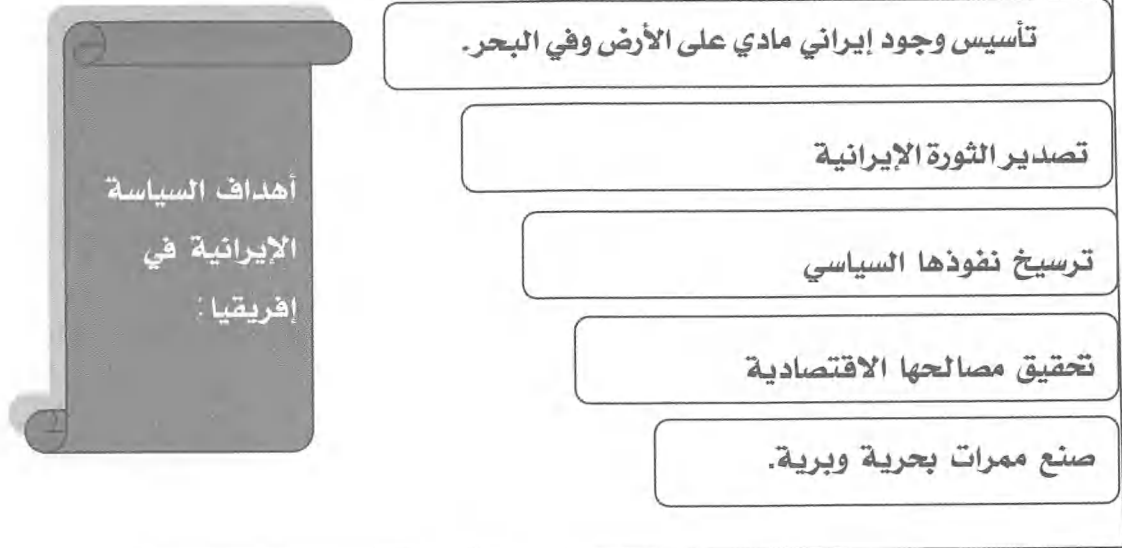 أهداف السياسة
الإيرانية في
إفريقيا:
تأسيس وجود إيراني مادي على الأرض وفي البحر.
تصدير الثورة الإيرانية
ترسيخ نفوذها السياسي
تحقيق مصالحها الاقتصادية
صنع ممرات بحرية وبرية.